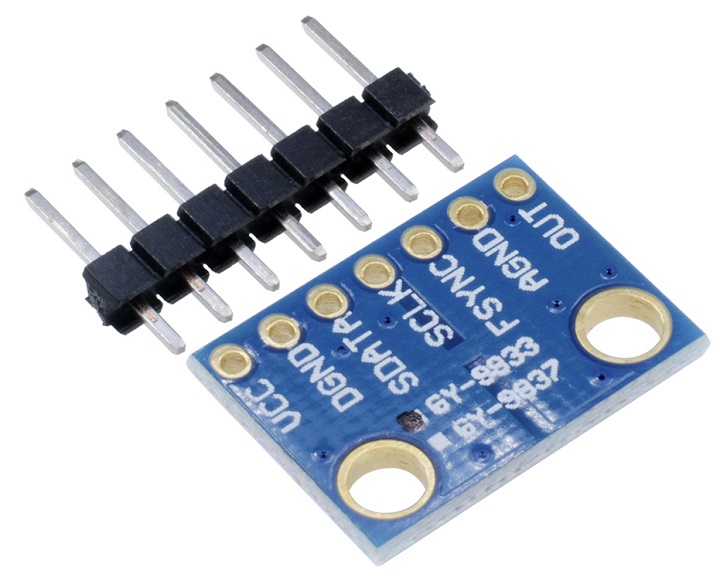 VCC
DGND
SDATA
SCLK
FSYNC
AGND
OUT
GY-9833
GY-9837